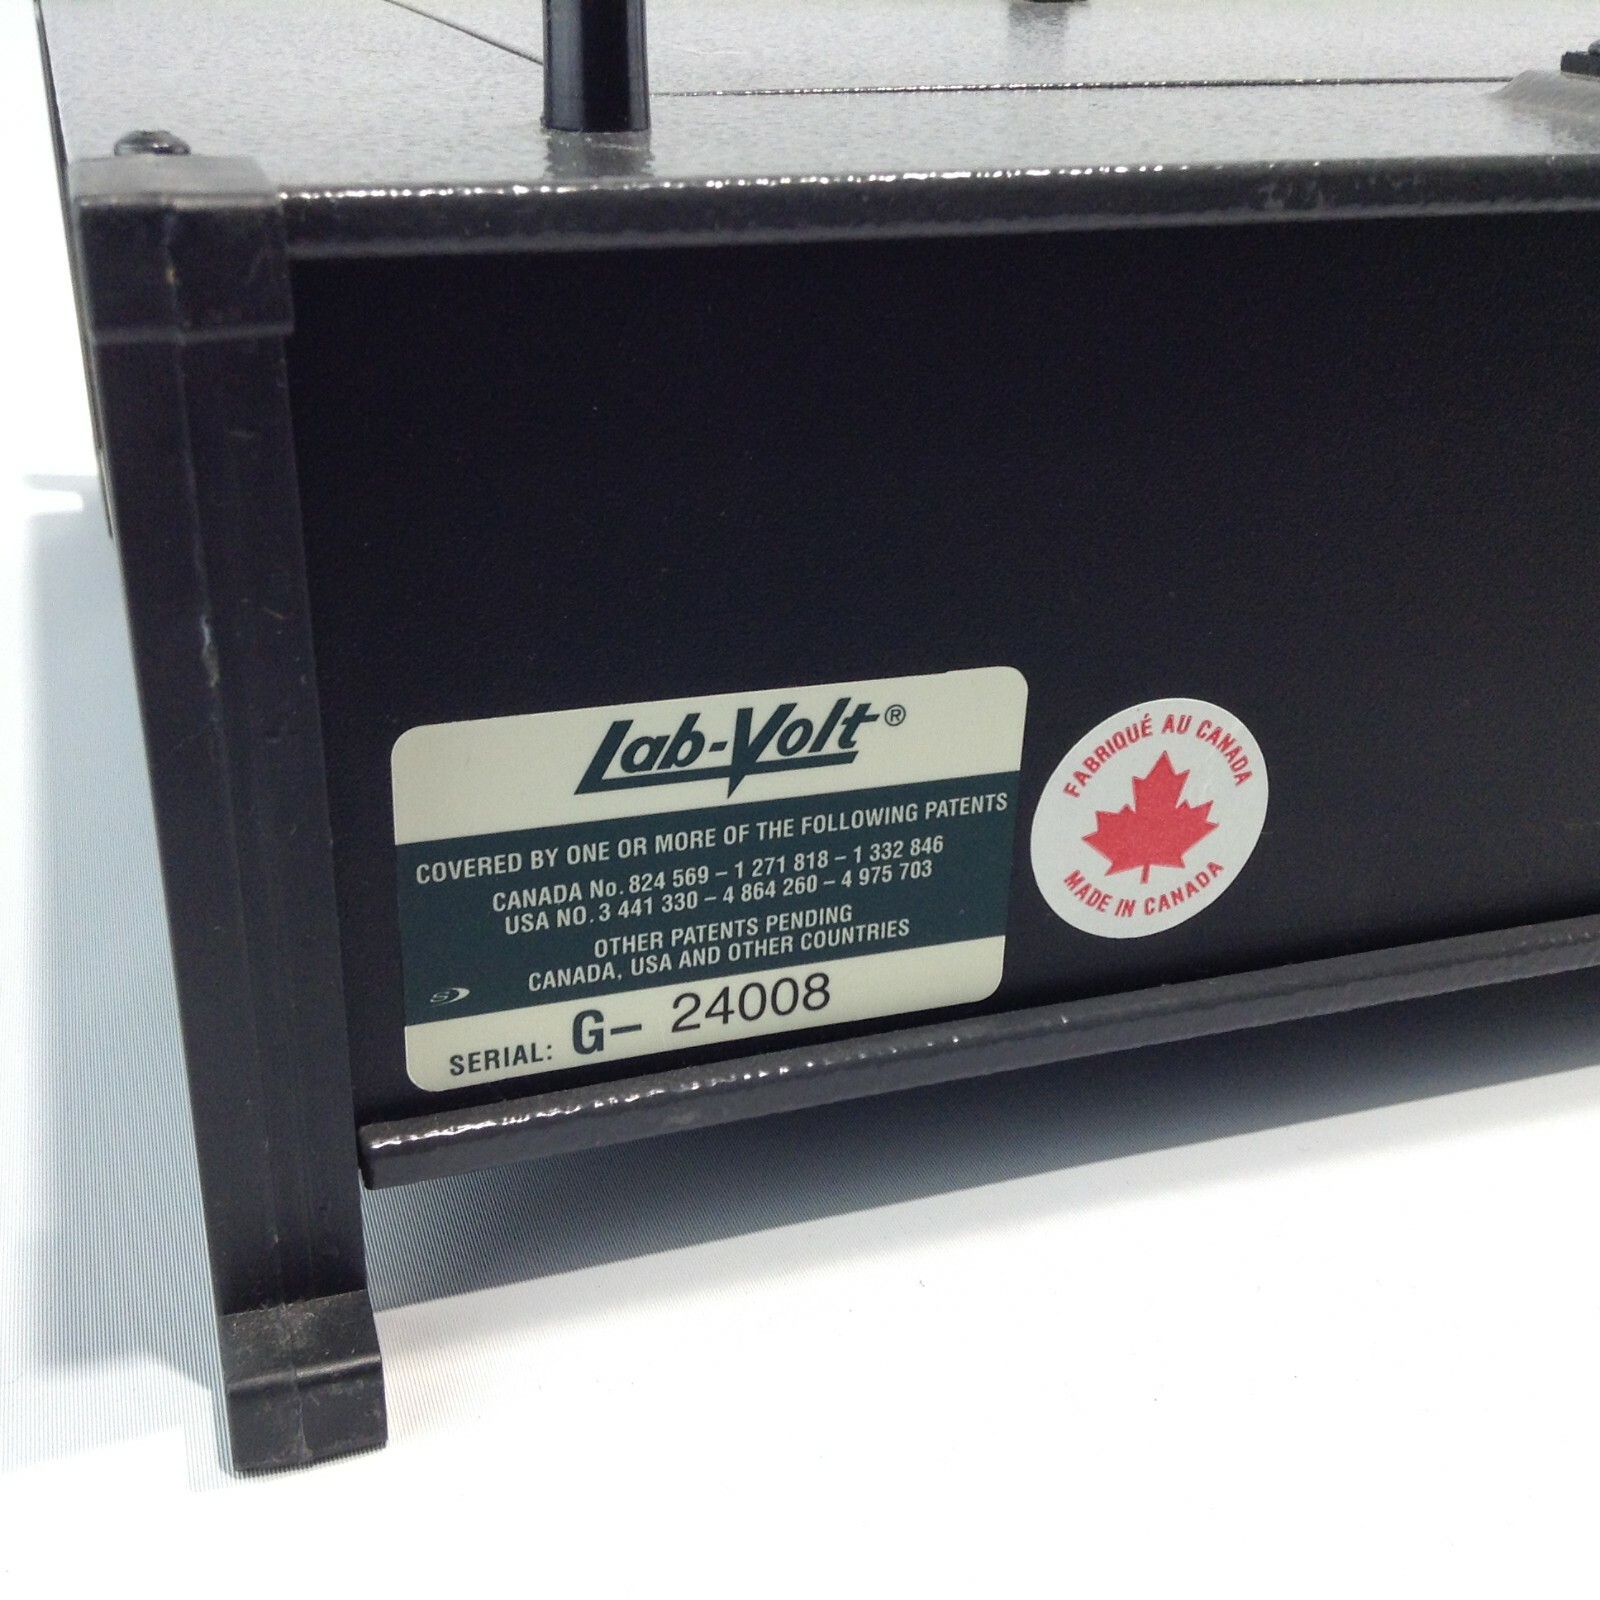 Lab-Volt®
COVERED BY ONE OR MORE OF THE FOLLOWING PATENTS
CANADA No. 824 569 – 1 271 818 – 1 332 846
USA NO. 3 441 330 – 4 864 260 – 4 975 703
OTHER PATENTS PENDING
CANADA, USA AND OTHER COUNTRIES
SERIAL: G– 24008
FABRIQUÉ AU CANADA
MADE IN CANADA